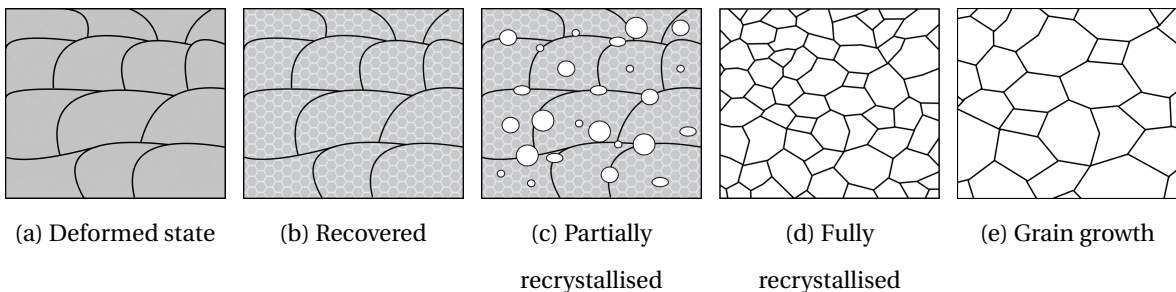 (a) Deformed state
(b) Recovered
(c) Partially
recrystallised
(d) Fully
recrystallised
(e) Grain growth